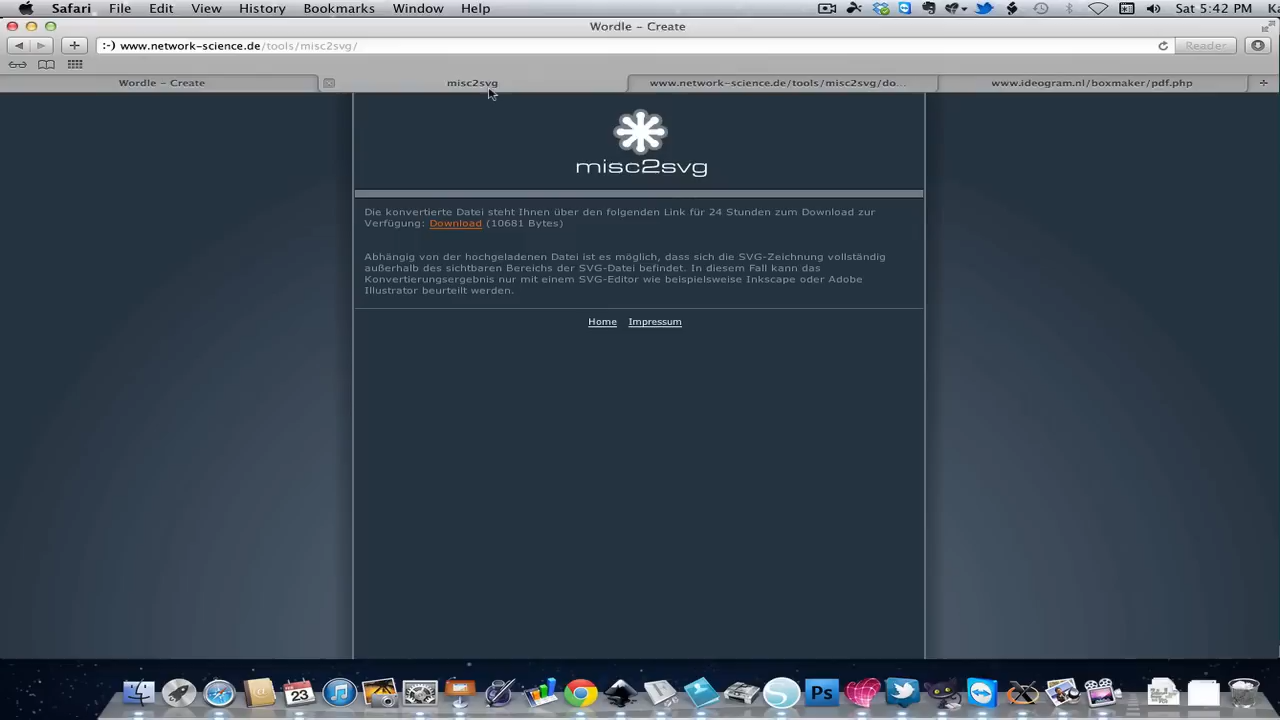 Safari File Edit View History Bookmarks Window Help Sat 5:42 PM
Wordle – Create
:-) www.network-science.de/tools/misc2svg/ Reader
Wordle – Create misc2svg www.network-science.de/tools/misc2svg/do... www.ideogram.nl/boxmaker/pdf.php
misc2svg
Die konvertierte Datei steht Ihnen über den folgenden Link für 24 Stunden zum Download zur
Verfügung: Download (10681 Bytes)
Abhängig von der hochgeladenen Datei ist es möglich, dass sich die SVG-Zeichnung vollständig
außerhalb des sichtbaren Bereichs der SVG-Datei befindet. In diesem Fall kann das
Konvertierungsergebnis nur mit einem SVG-Editor wie beispielsweise Inkscape oder Adobe
Illustrator beurteilt werden.
Home Impressum
23
Ps